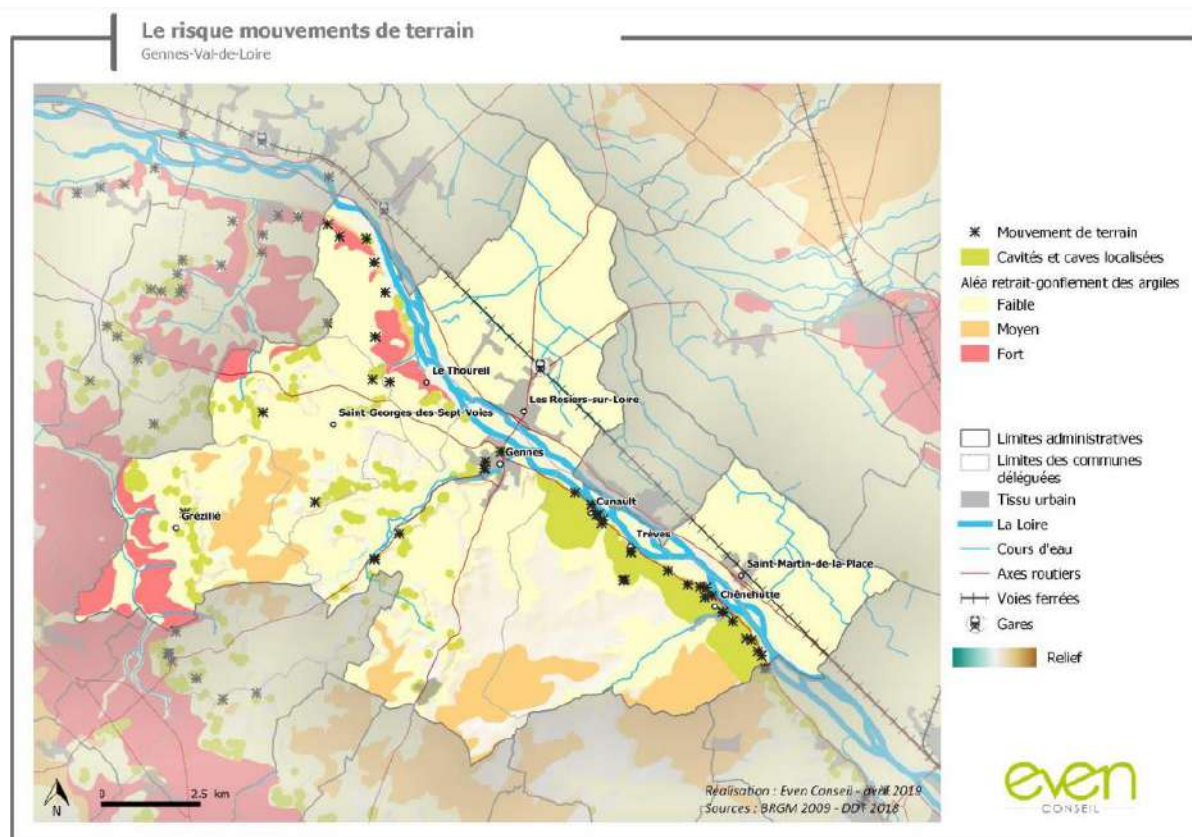 Le risque mouvements de terrain
Gennes-Val-de-Loire
Mouvement de terrain
Cavités et caves localisées
Aléa retrait-gonflement des argiles
Faible
Moyen
Fort
Le Thoureil
Les Rosiers-sur-Loire
Saint-Georges-des-Sept-Voies
Gennes
Grézillé
Cunault
Trèves
Saint-Martin-de-la-Place
Chênehutte
Limites administratives
Limites des communes
déléguées
Tissu urbain
La Loire
Cours d'eau
Axes routiers
Voies ferrées
Gares
Relief
N
0 2.5 km
Réalisation : Even Conseil - avril 2019
Sources : BRGM 2009 - DDT 2018
even
CONSEIL